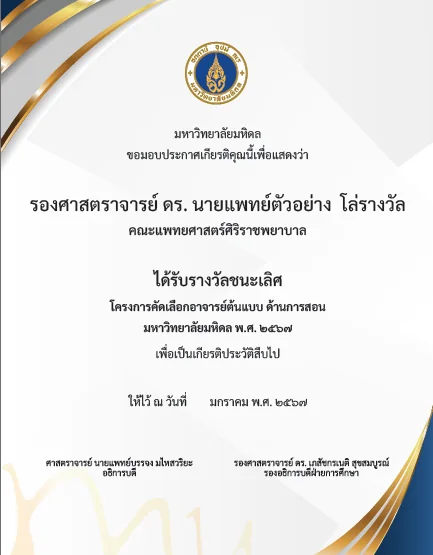 มหาวิทยาลัยมหิดล
มหาวิทยาลัยมหิดล
ขอมอบประกาศเกียรติคุณนี้เพื่อแสดงว่า
รองศาสตราจารย์ ดร. นายแพทย์ตัวอย่าง โล่รางวัล
คณะแพทยศาสตร์ศิริราชพยาบาล
ได้รับรางวัลชนะเลิศ
โครงการคัดเลือกอาจารย์ต้นแบบ ด้านการสอน
มหาวิทยาลัยมหิดล พ.ศ. ๒๕๖๗
เพื่อเป็นเกียรติประวัติสืบไป
ให้ไว้ ณ วันที่ มกราคม พ.ศ. ๒๕๖๗
ศาสตราจารย์ นายแพทย์บรรจง มไหสวริยะ
อธิการบดี
รองศาสตราจารย์ ดร. เภสัชกรเนติ สุขสมบูรณ์
รองอธิการบดีฝ่ายการศึกษา